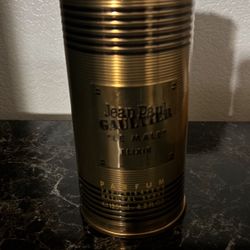 Jean Paul
GAULTIER
"LE MALE"
ELIXIR
PARFUM